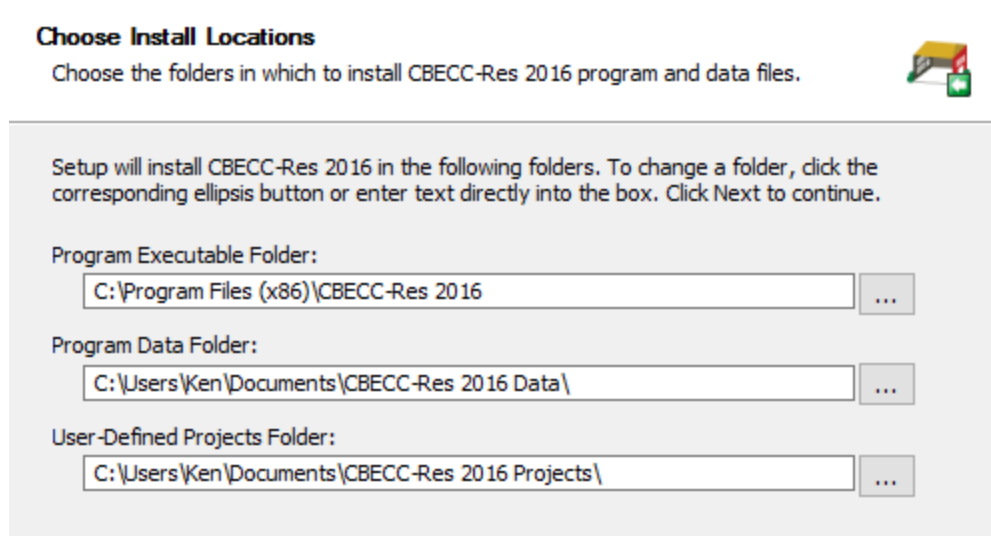 Choose Install Locations
Choose the folders in which to install CBECC-Res 2016 program and data files.
Setup will install CBECC-Res 2016 in the following folders. To change a folder, click the
corresponding ellipsis button or enter text directly into the box. Click Next to continue.
Program Executable Folder:
C:\Program Files (x86)\CBECC-Res 2016
...
Program Data Folder:
C:\Users\Ken\Documents\CBECC-Res 2016 Data\
...
User-Defined Projects Folder:
C:\Users\Ken\Documents\CBECC-Res 2016 Projects\
...